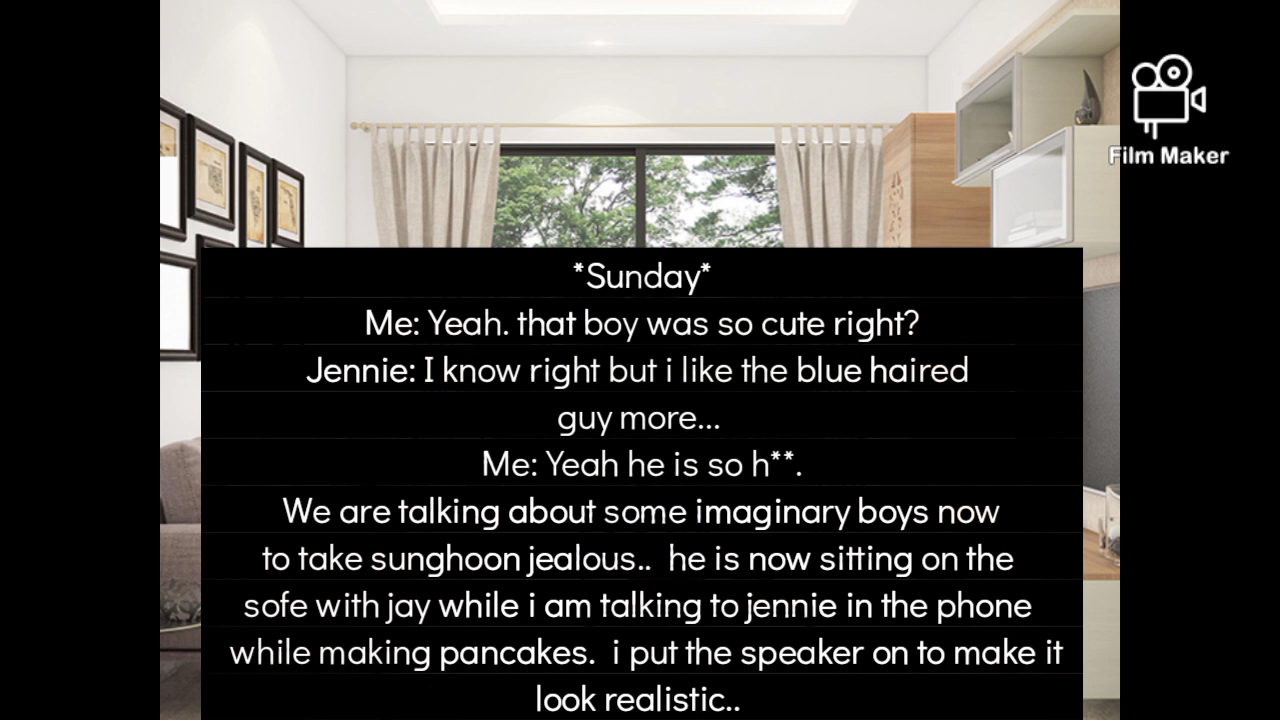 Film Maker
*Sunday*
Me: Yeah. that boy was so cute right?
Jennie: I know right but i like the blue haired
guy more...
Me: Yeah he is so h**.
We are talking about some imaginary boys now
to take sunghoon jealous.. he is now sitting on the
sofe with jay while i am talking to jennie in the phone
while making pancakes. i put the speaker on to make it
look realistic..